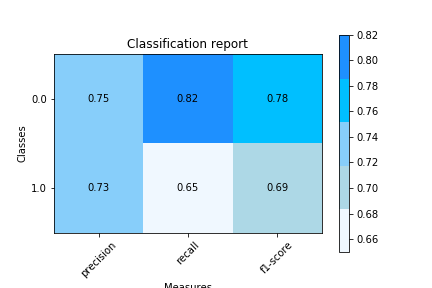 Classification report
0.0 0.75 0.82 0.78
1.0 0.73 0.65 0.69
Classes
precision recall f1-score
Measures
0.82
0.80
0.78
0.76
0.74
0.72
0.70
0.68
0.66